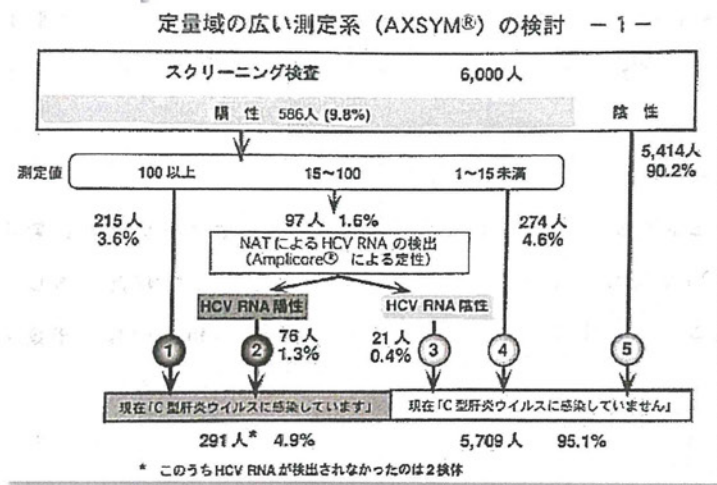 定量域の広い測定系（AXSYM®）の検討 －1－
スクリーニング検査 6,000人
陽性 586人 (9.8%) 陰性
5,414人
90.2%
測定値 100以上 15～100 1～15未満
215人
3.6%
97人 1.6%
274人
4.6%
NATによるHCV RNAの検出
（Amplicore® による定性）
HCV RNA陽性 HCV RNA陰性
76人
1.3%
21人
0.4%
1 2 3 4 5
現在「C型肝炎ウイルスに感染しています」 現在「C型肝炎ウイルスに感染していません」
291人* 4.9% 5,709人 95.1%
* このうちHCV RNAが検出されなかったのは2検体